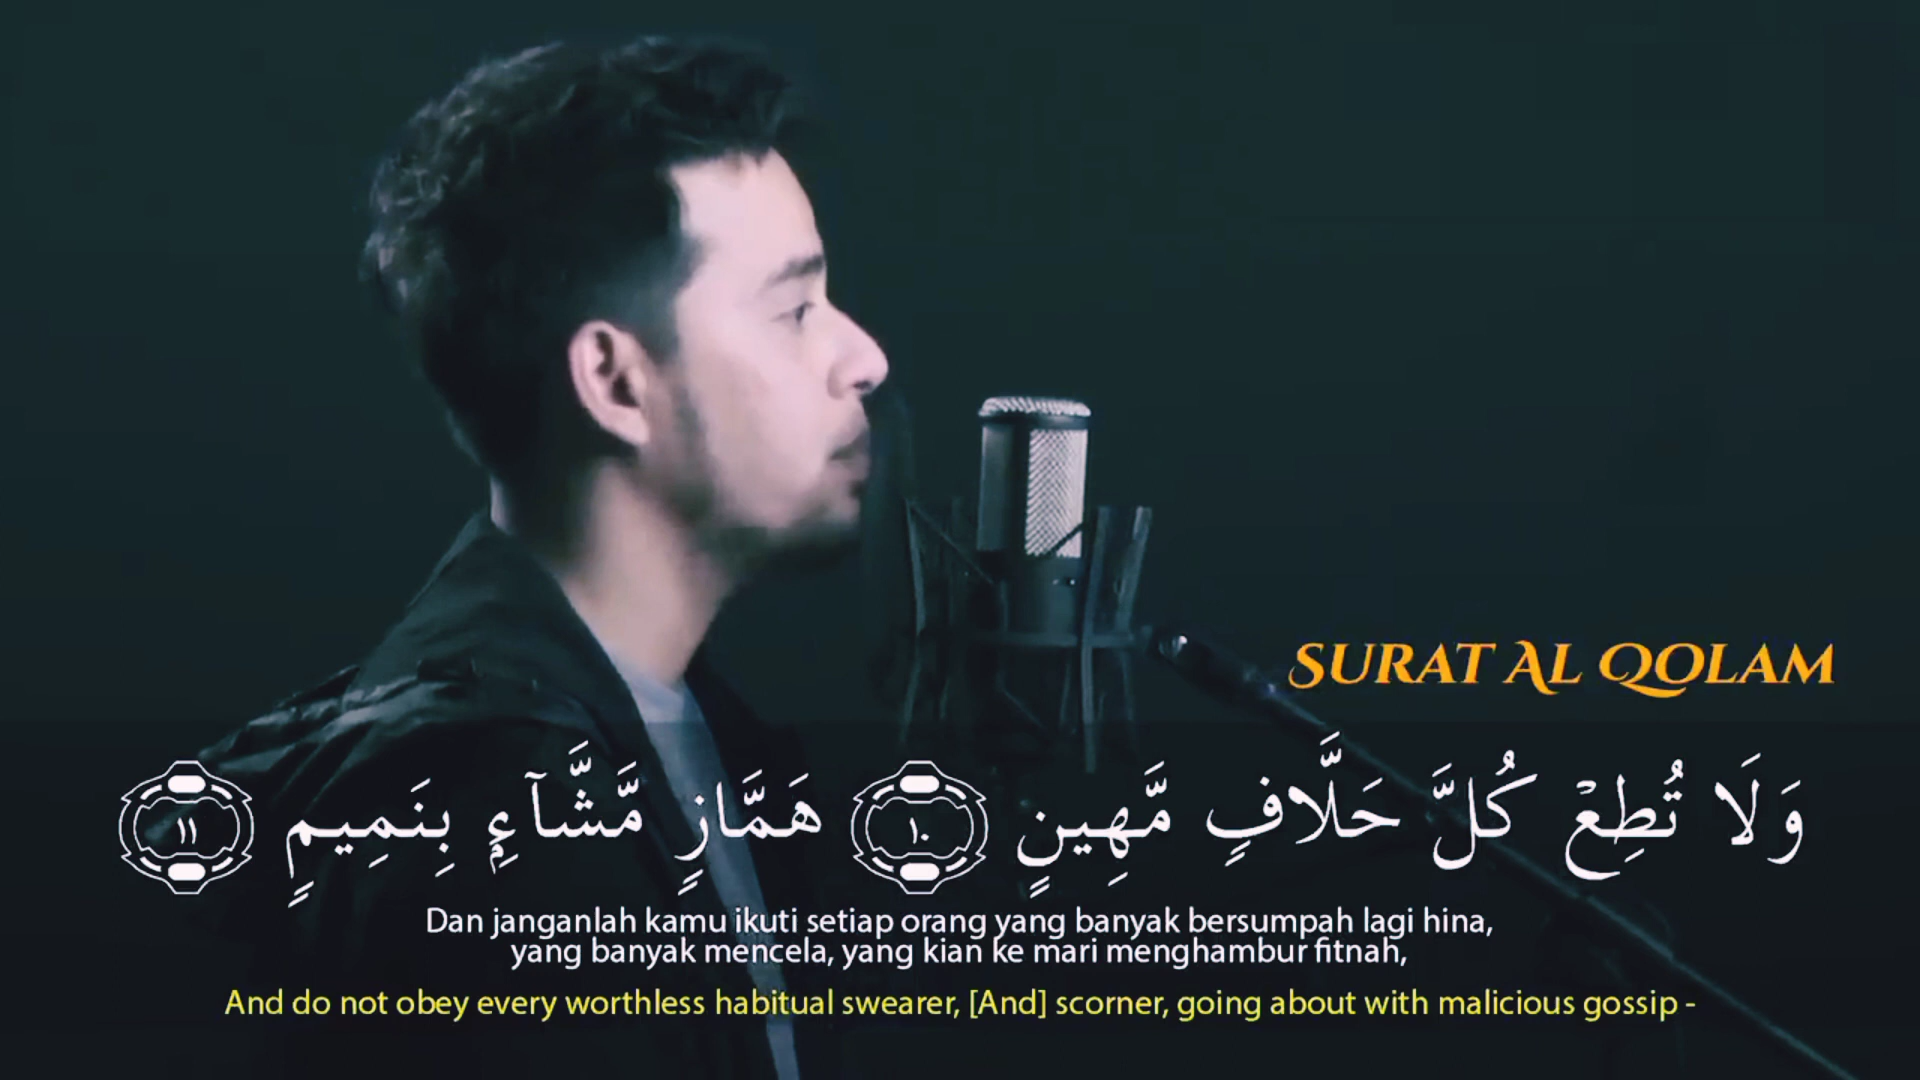 SURAT AL QOLAM
وَلَا تُطِعْ كُلَّ حَلَّافٍ مَّهِينٍ ١٠ هَمَّازٍ مَّشَّآءٍۭ بِنَمِيمٍ ١١
Dan janganlah kamu ikuti setiap orang yang banyak bersumpah lagi hina,
yang banyak mencela, yang kian ke mari menghambur fitnah,
And do not obey every worthless habitual swearer, [And] scorner, going about with malicious gossip -